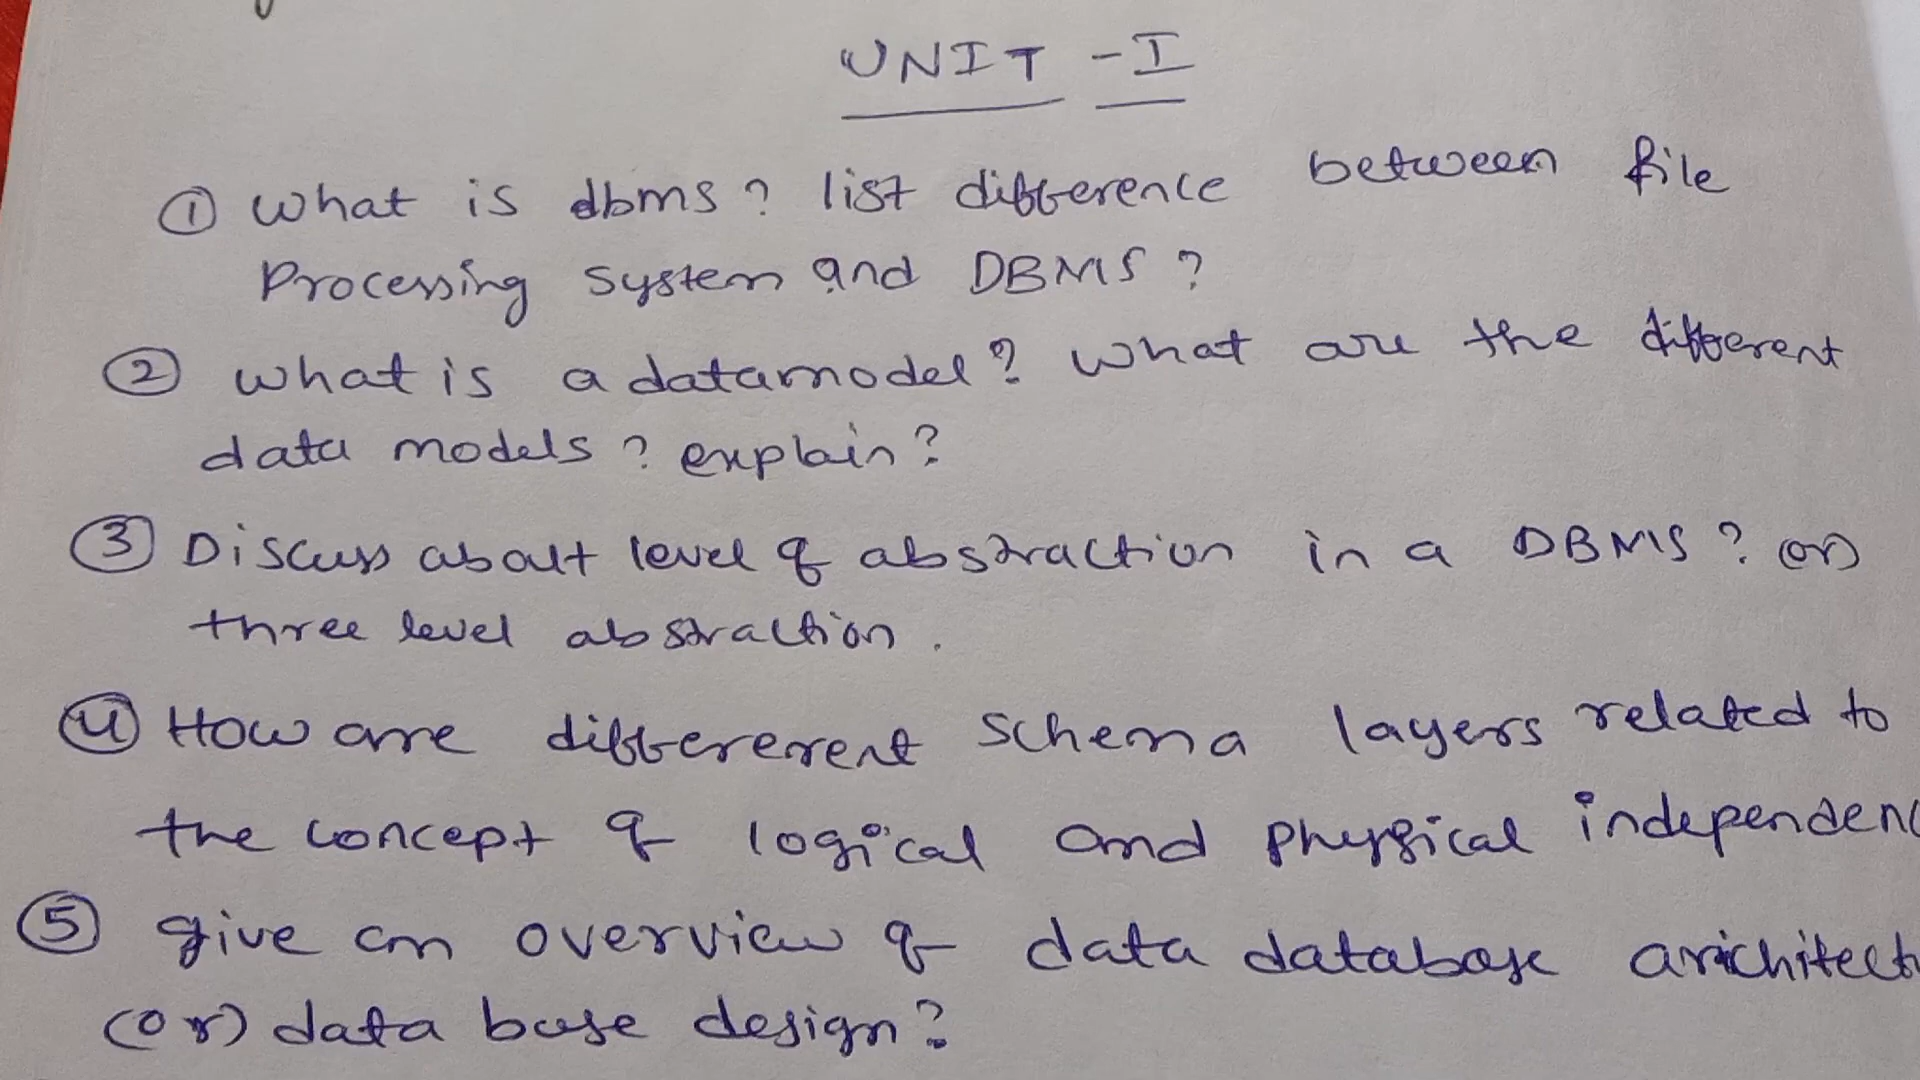 UNIT - I
① What is dbms? list difference between file
Processing system and DBMS?
② what is a datamodel? What are the different
data models? explain?
③ Discuss about level of abstraction in a DBMS? or)
three level abstraction.
④ How are differerent schema layers related to
the concept of logical and physical independenc
⑤ give an overview of data database arichitect
(or) data base design?